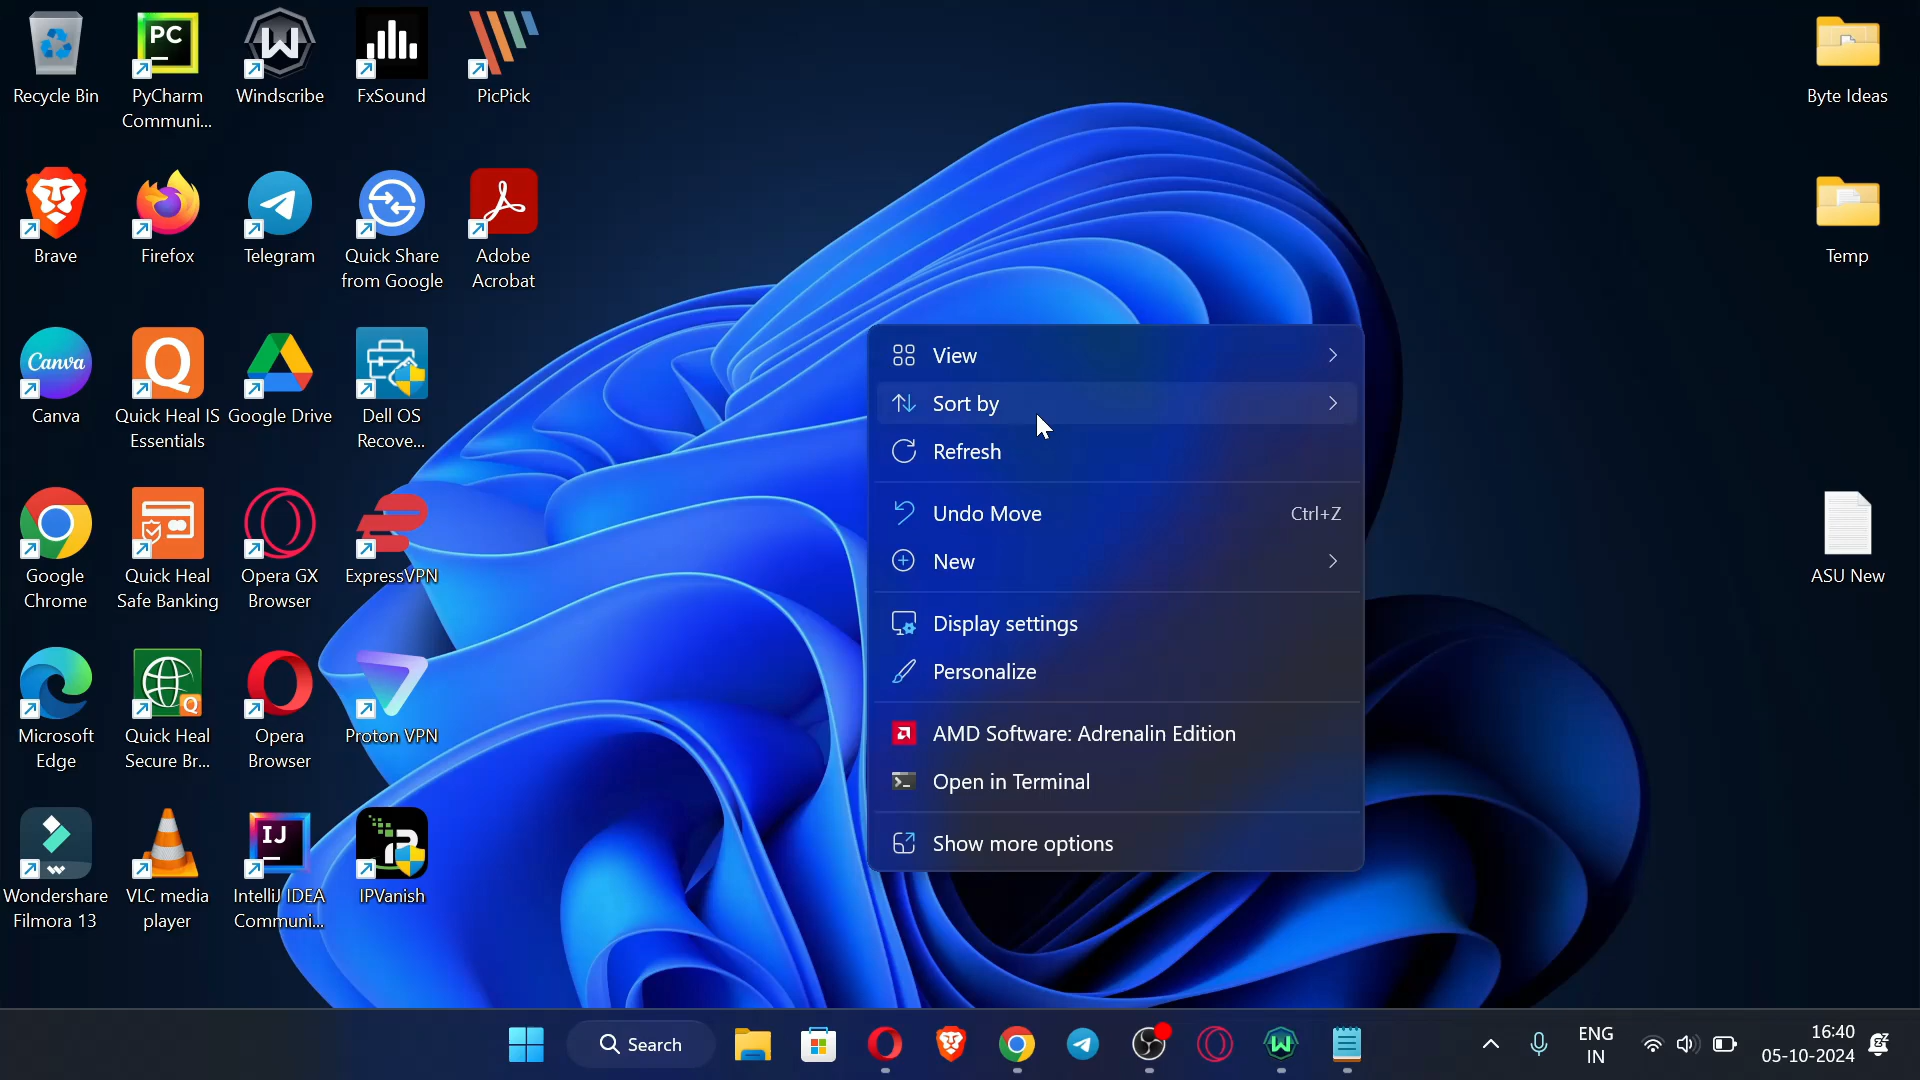 Recycle Bin
PC
PyCharm
Communi...
Windscribe
FxSound
PicPick
Brave
Firefox
Telegram
Quick Share
from Google
Adobe
Acrobat
Canva
Canva
Quick Heal IS
Essentials
Google Drive
Dell OS
Recove...
Google
Chrome
Quick Heal
Safe Banking
Opera GX
Browser
ExpressVPN
Microsoft
Edge
Quick Heal
Secure Br...
Opera
Browser
Proton VPN
Wondershare
Filmora 13
VLC media
player
IJ
IntelliJ IDEA
Communi...
IPVanish
Byte Ideas
Temp
ASU New
View
Sort by
Refresh
Undo Move Ctrl+Z
New
Display settings
Personalize
AMD Software: Adrenalin Edition
Open in Terminal
Show more options
Search
ENG
IN
16:40
05-10-2024